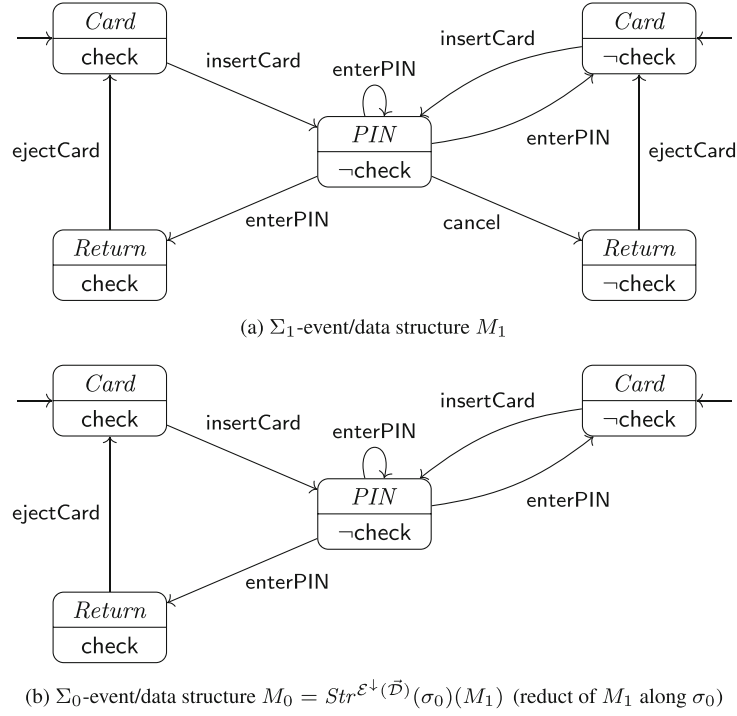 Card
check
insertCard
enterPIN
insertCard
Card
¬check
PIN
¬check
enterPIN
ejectCard
ejectCard
enterPIN
cancel
Return
check
Return
¬check
(a) Σ₁-event/data structure M₁
Card
check
insertCard
enterPIN
insertCard
Card
¬check
PIN
¬check
enterPIN
ejectCard
enterPIN
Return
check
(b) Σ₀-event/data structure M₀ = Str^{ℰ↓(𝒟⃗)}(σ₀)(M₁) (reduct of M₁ along σ₀)